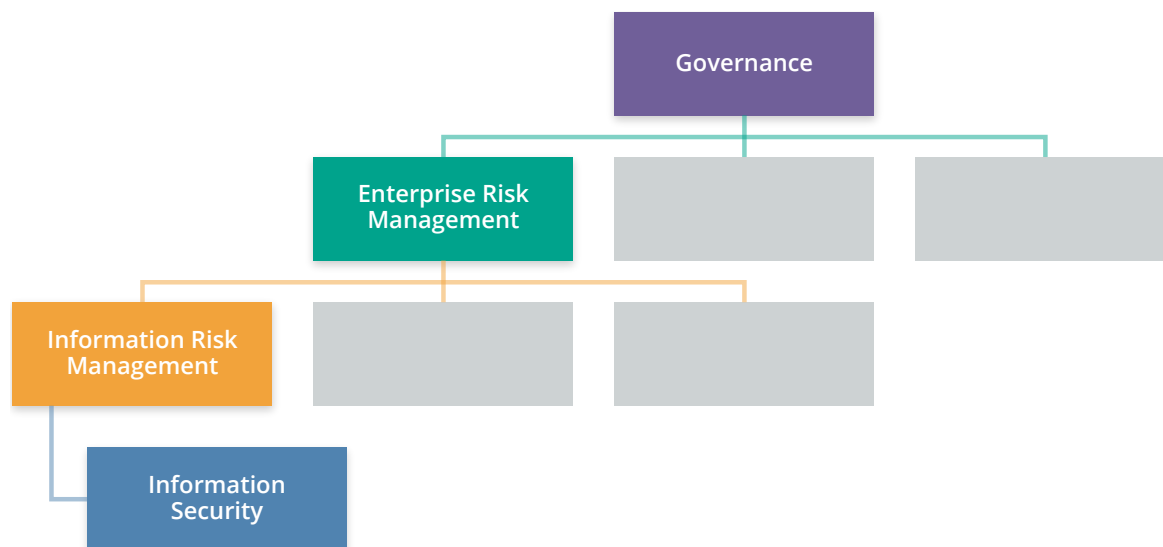 Governance
Enterprise Risk
Management
Information Risk
Management
Information
Security